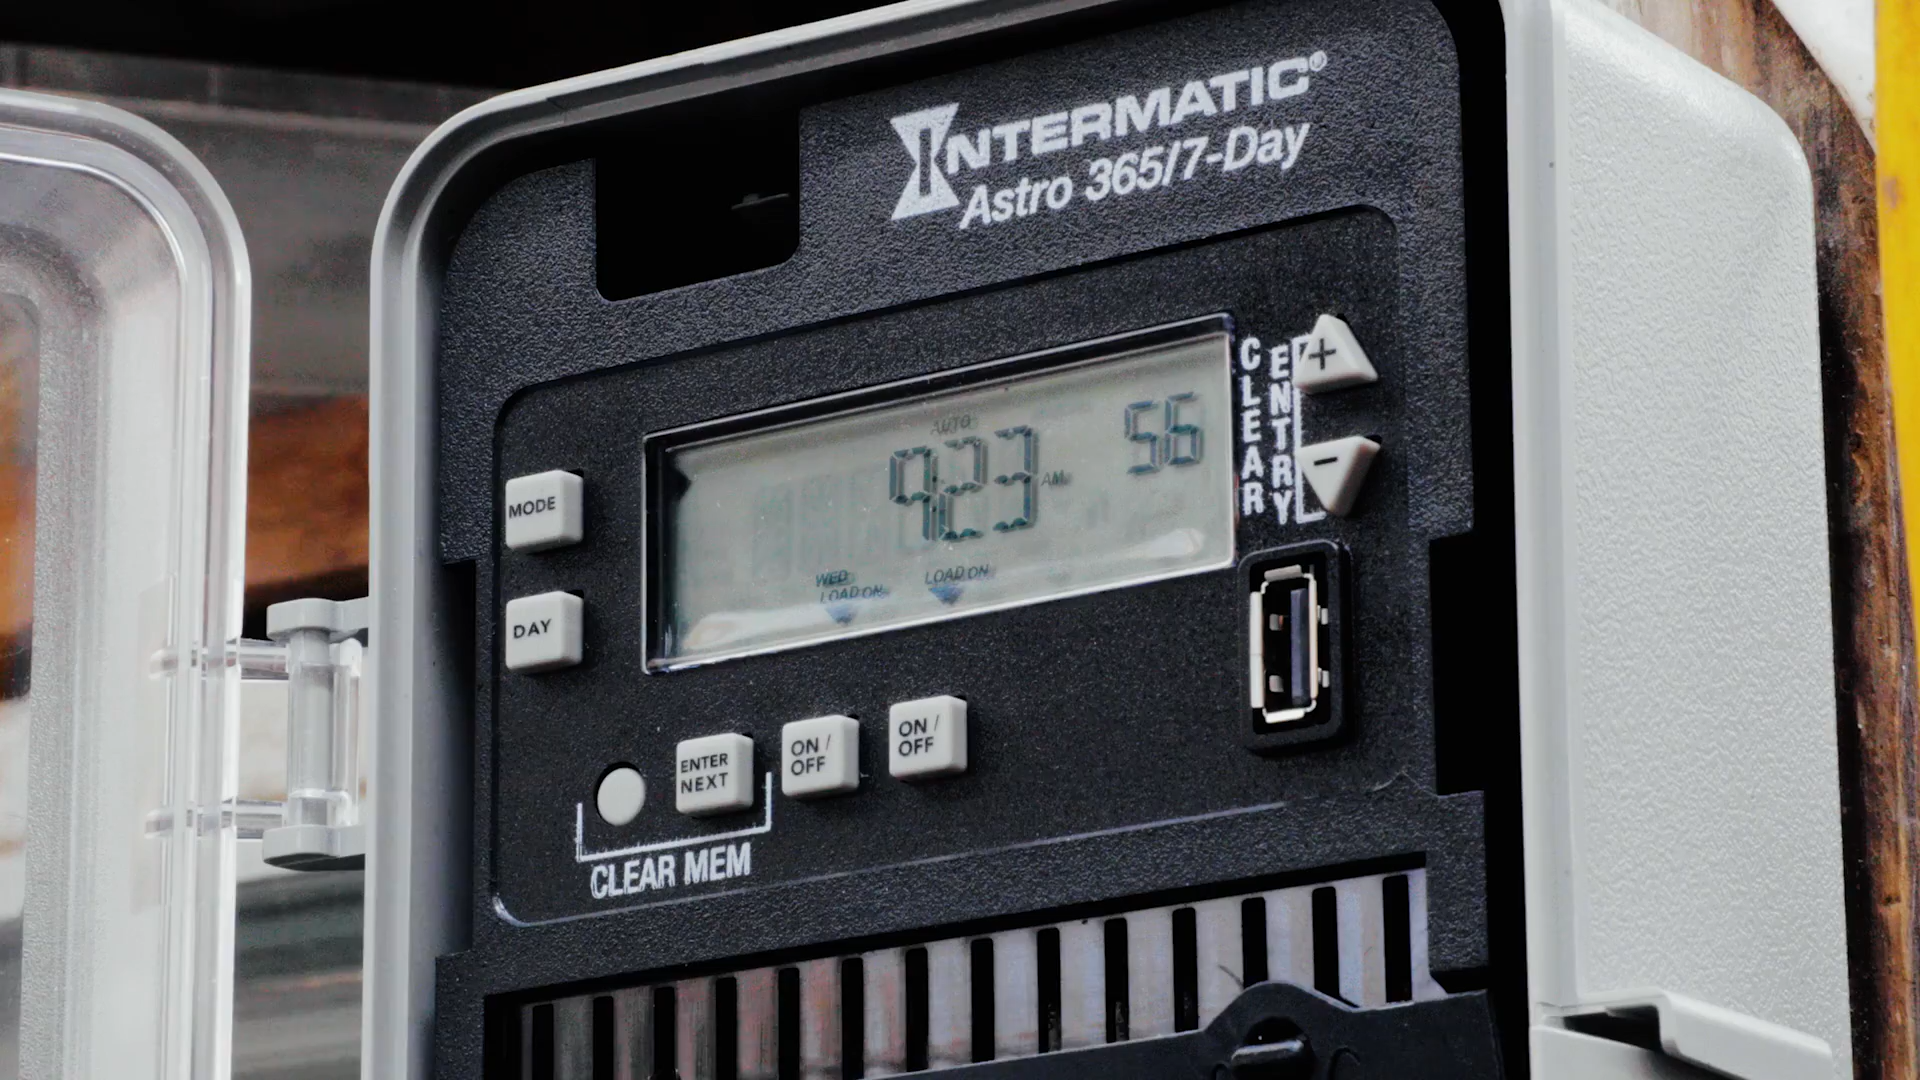 INTERMATIC®
Astro 365/7-Day
AUTO
9:23 AM 56
WED
LOAD ON
LOAD ON
CLEAR
ENTRY
+
-
MODE
DAY
ENTER
NEXT
ON /
OFF
ON /
OFF
CLEAR MEM